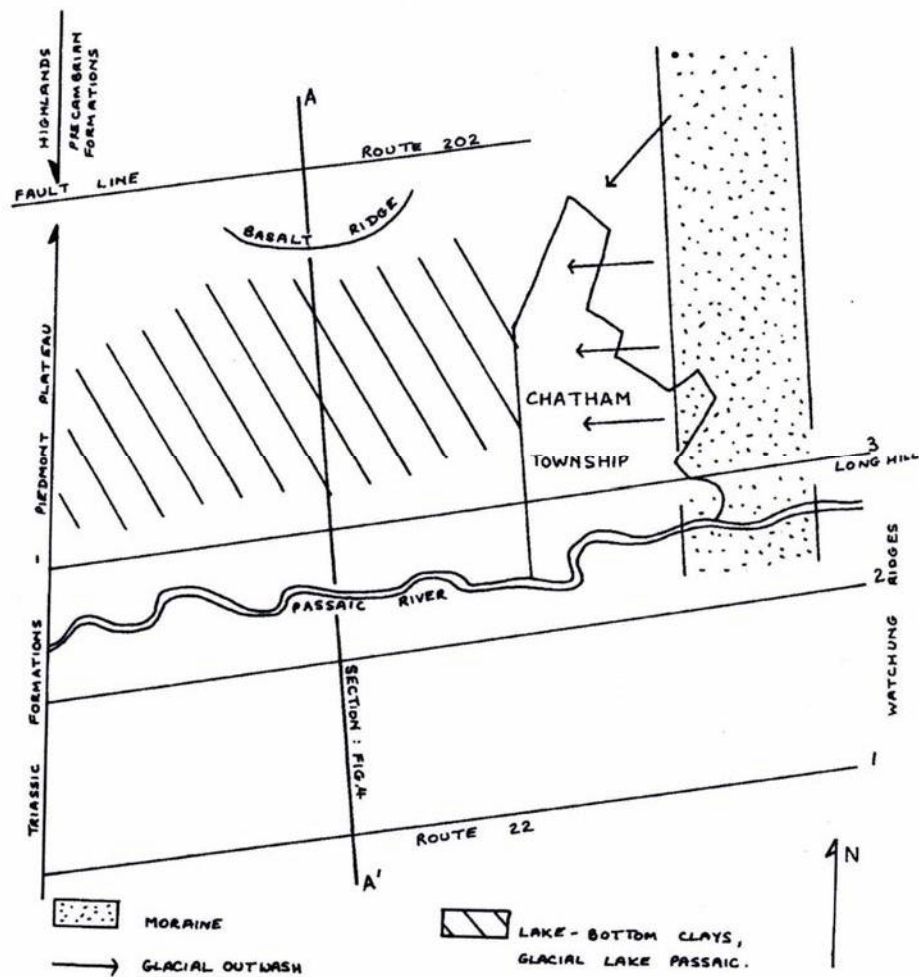 HIGHLANDS
PRECAMBRIAN
FORMATIONS
A
ROUTE 202
FAULT LINE
BASALT RIDGE
PIEDMONT PLATEAU
CHATHAM
TOWNSHIP
3
LONG HILL
PASSAIC RIVER
2
WATCHUNG RIDGES
TRIASSIC FORMATIONS -
SECTION : FIG.4
1
ROUTE 22
A'
N
MORAINE
GLACIAL OUTWASH
LAKE - BOTTOM CLAYS,
GLACIAL LAKE PASSAIC.